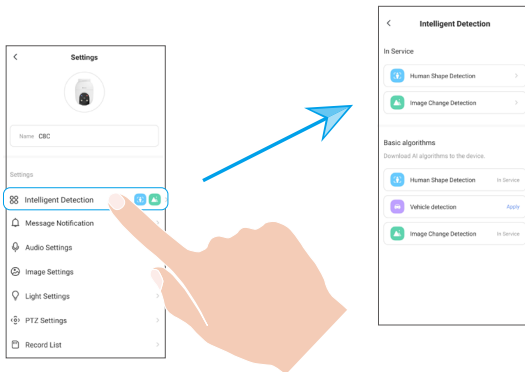 Settings
Name CBC
Settings
Intelligent Detection
Message Notification
Audio Settings
Image Settings
Light Settings
PTZ Settings
Record List
Intelligent Detection
In Service
Human Shape Detection
Image Change Detection
Basic algorithms
Download AI algorithms to the device.
Human Shape Detection In Service
Vehicle detection Apply
Image Change Detection In Service